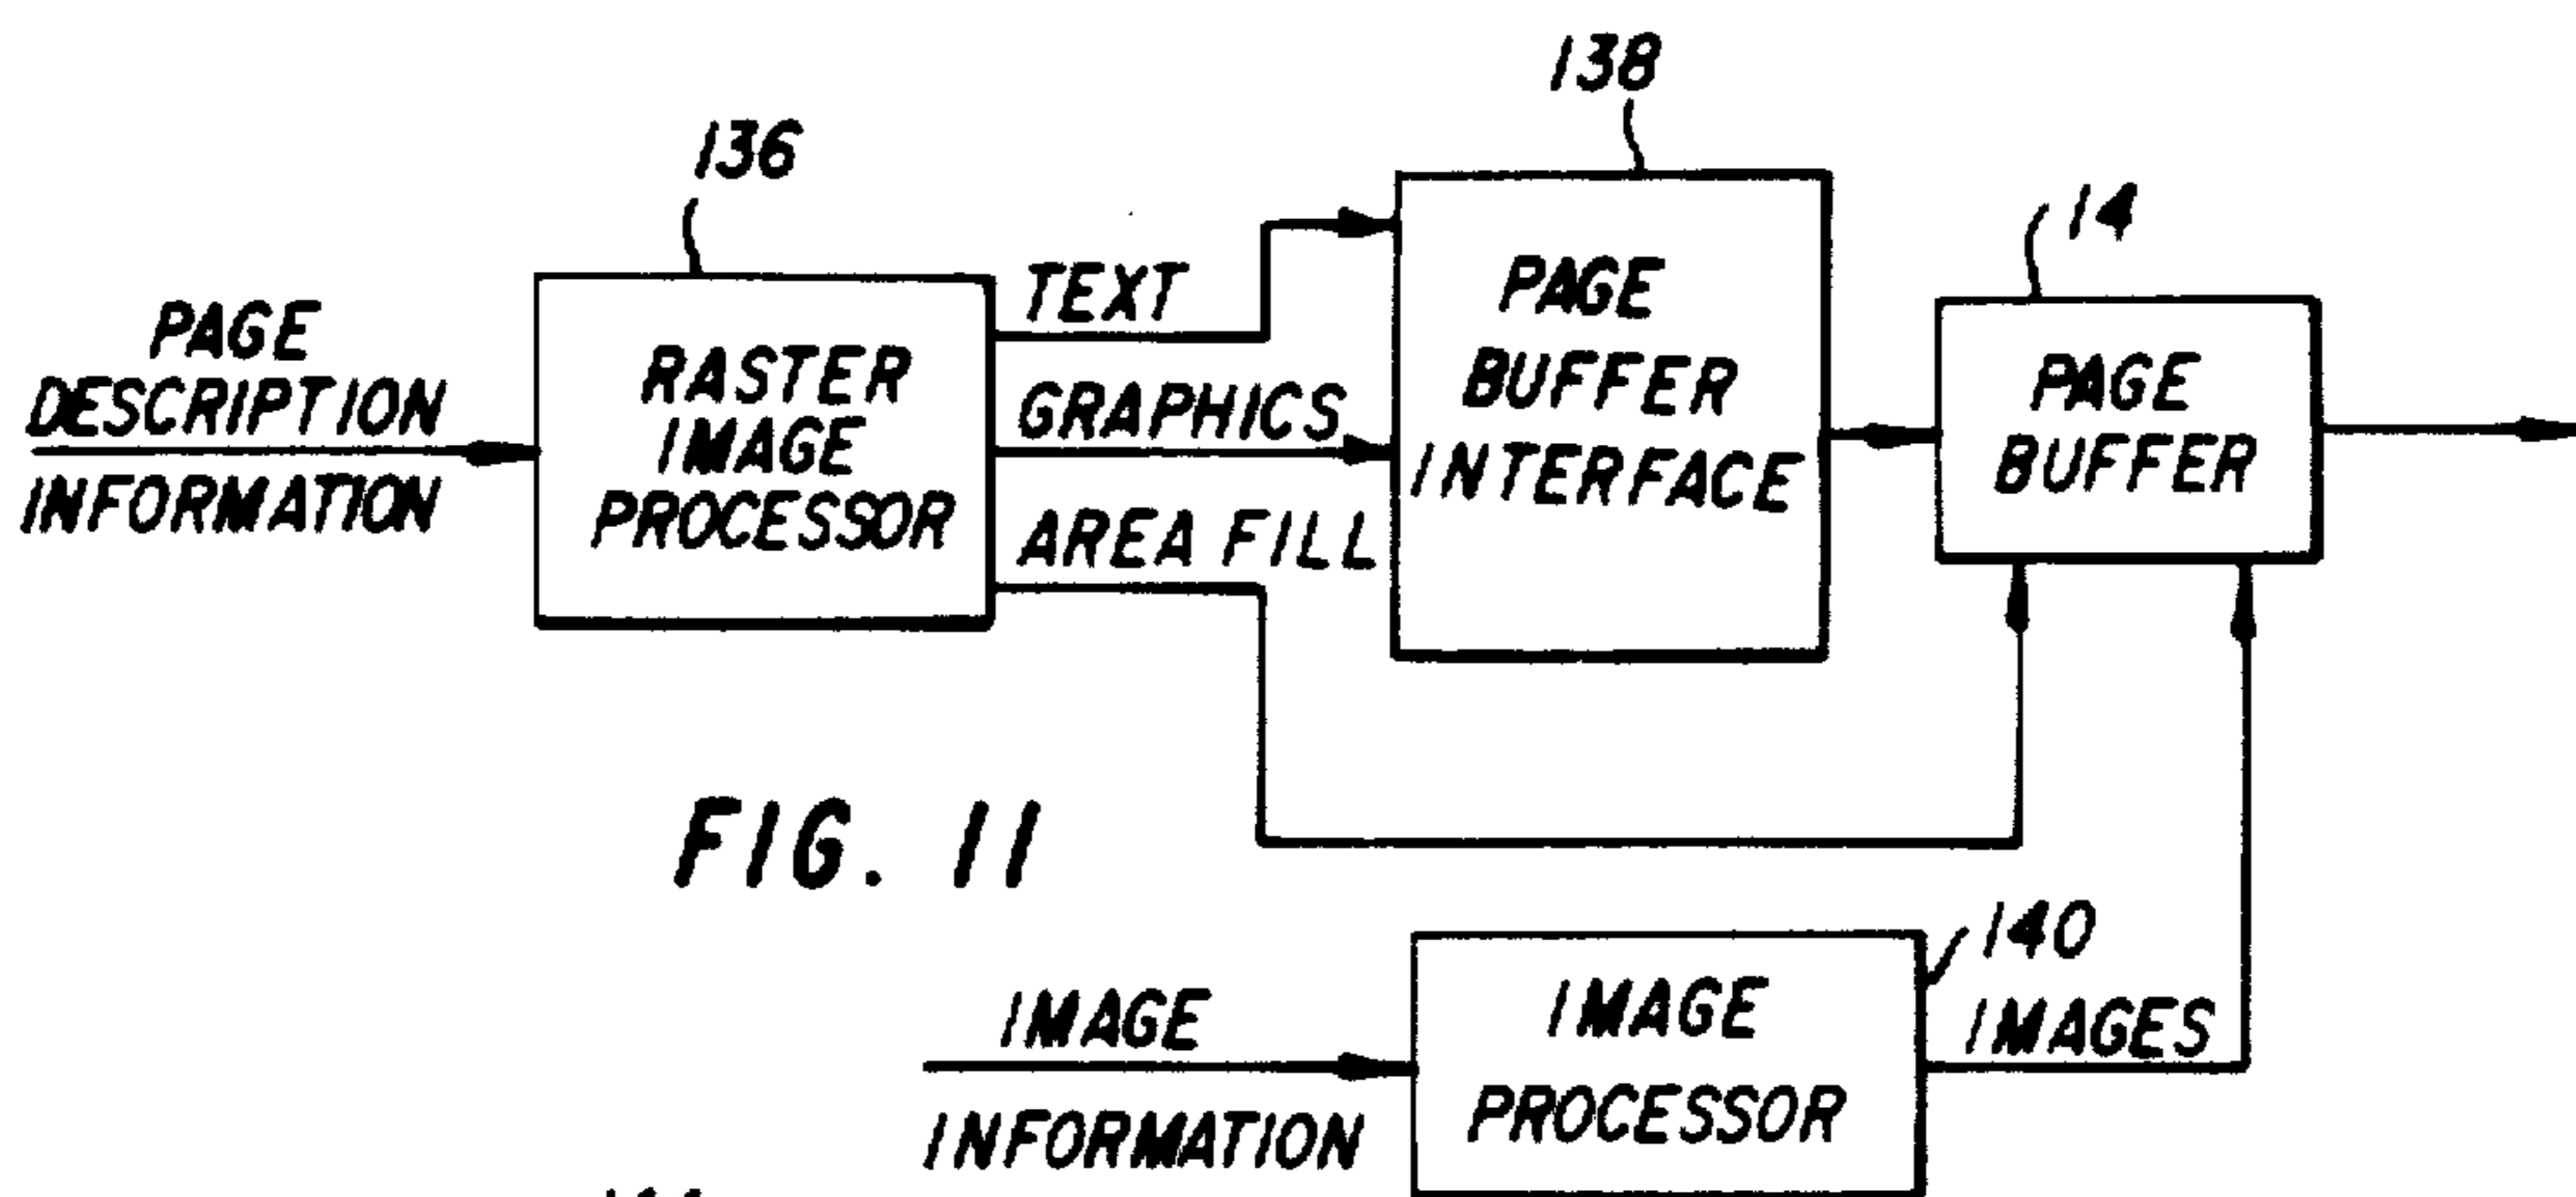 138
136
14
PAGE
DESCRIPTION
INFORMATION
RASTER
IMAGE
PROCESSOR
TEXT
GRAPHICS
AREA FILL
PAGE
BUFFER
INTERFACE
PAGE
BUFFER
FIG. 11
140
IMAGE
INFORMATION
IMAGE
PROCESSOR
IMAGES